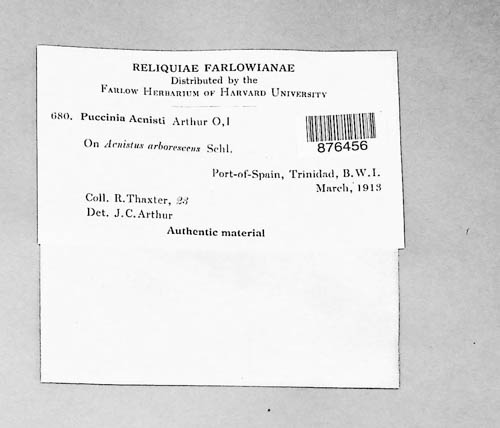 RELIQUIAE FARLOWIANAE
Distributed by the
FARLOW HERBARIUM OF HARVARD UNIVERSITY
680. Puccinia Acnisti Arthur O,I
876456
On Acnistus arborescens Schl.
Port-of-Spain, Trinidad, B.W.I.
March, 1913
Coll. R. Thaxter, 23
Det. J.C. Arthur
Authentic material